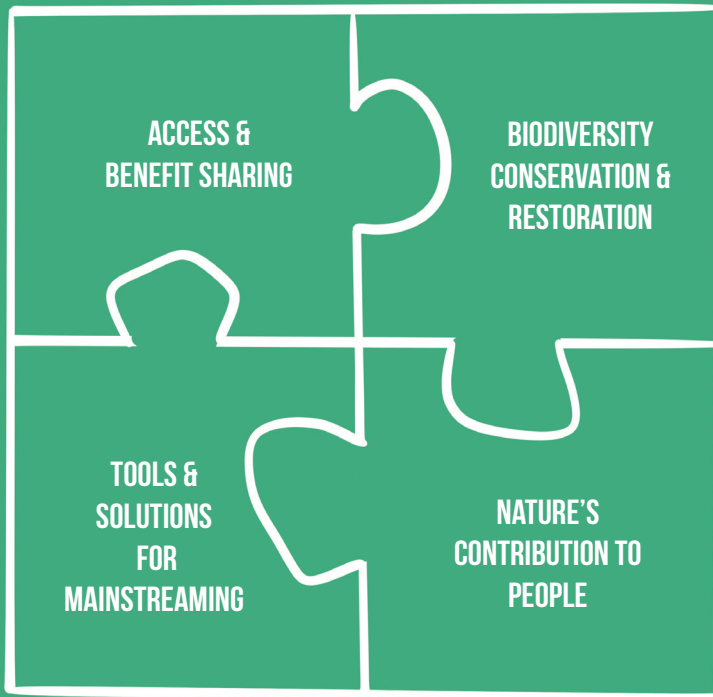 ACCESS &
BENEFIT SHARING
BIODIVERSITY
CONSERVATION &
RESTORATION
TOOLS &
SOLUTIONS
FOR
MAINSTREAMING
NATURE’S
CONTRIBUTION TO
PEOPLE